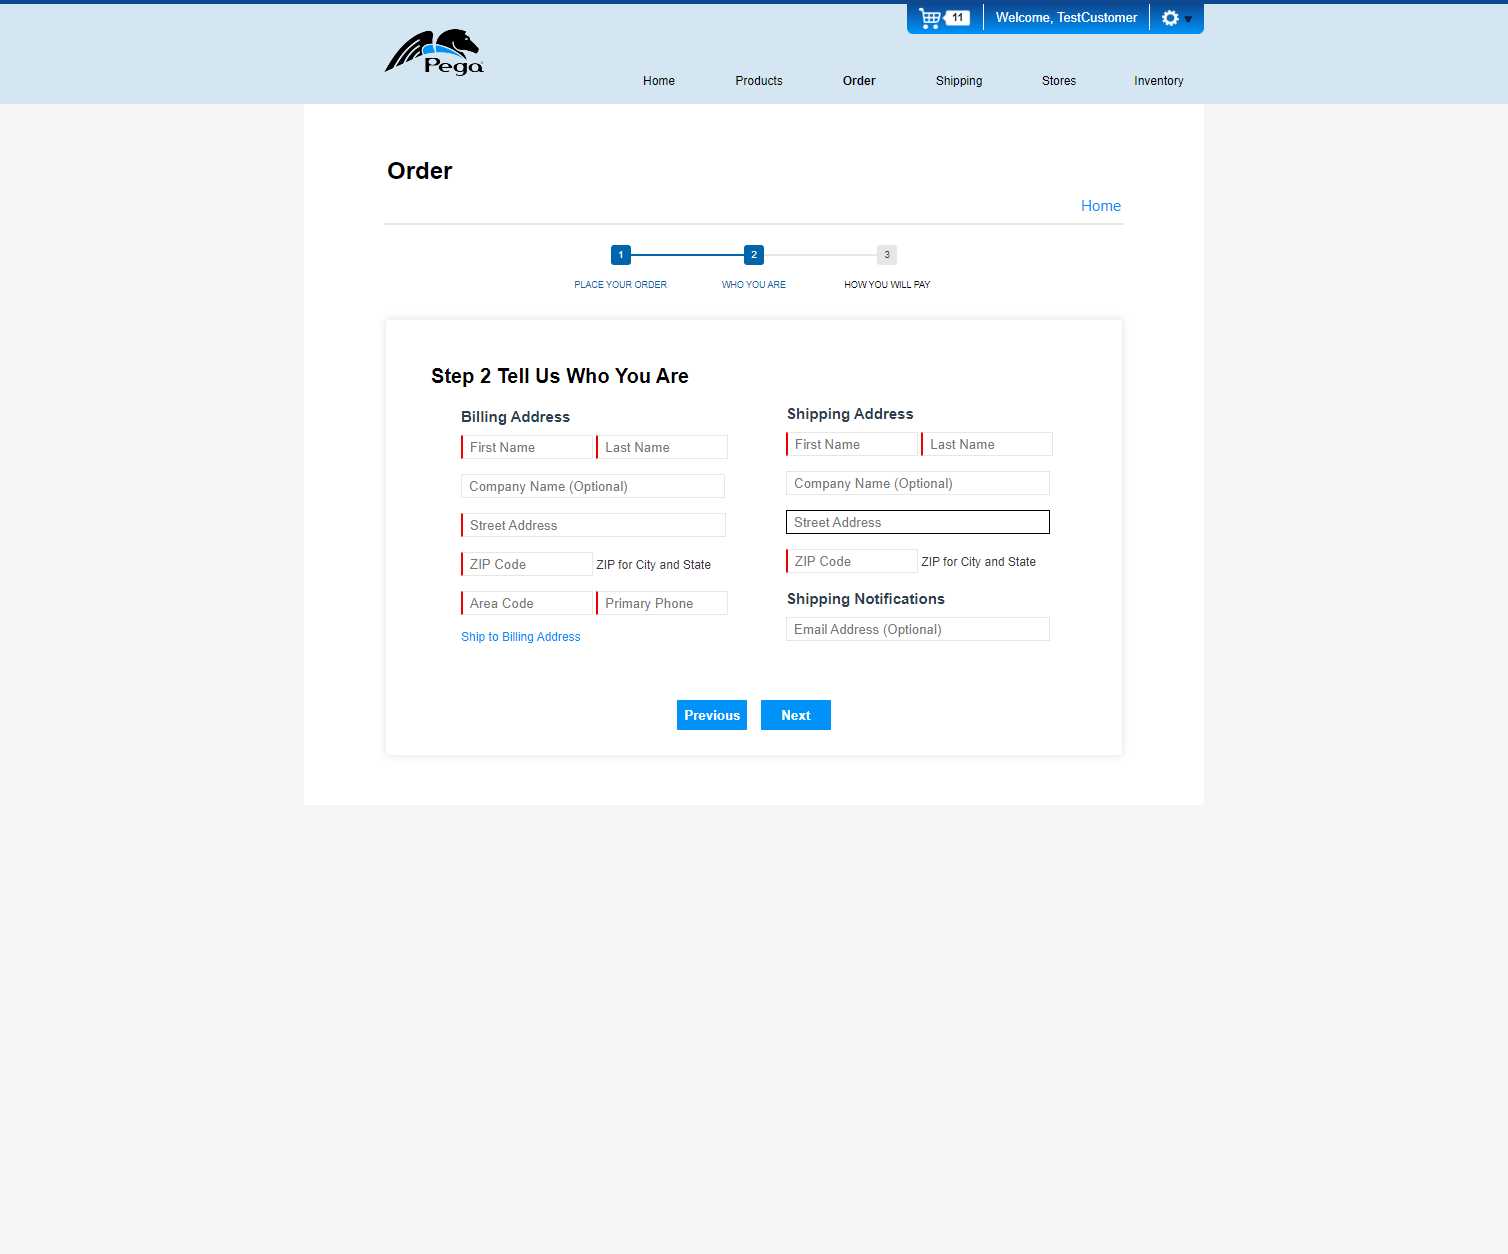 11
Welcome, TestCustomer
Pega
Home
Products
Order
Shipping
Stores
Inventory
Order
Home
1
2
3
PLACE YOUR ORDER
WHO YOU ARE
HOW YOU WILL PAY
Step 2 Tell Us Who You Are
Billing Address
First Name
Last Name
Company Name (Optional)
Street Address
ZIP Code
ZIP for City and State
Area Code
Primary Phone
Ship to Billing Address
Shipping Address
First Name
Last Name
Company Name (Optional)
Street Address
ZIP Code
ZIP for City and State
Shipping Notifications
Email Address (Optional)
Previous
Next